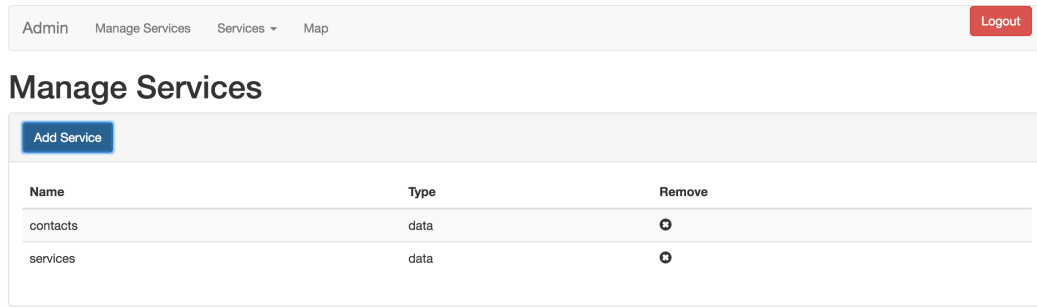 Admin Manage Services Services Map Logout
Manage Services
Add Service
Name Type Remove
contacts data
services data